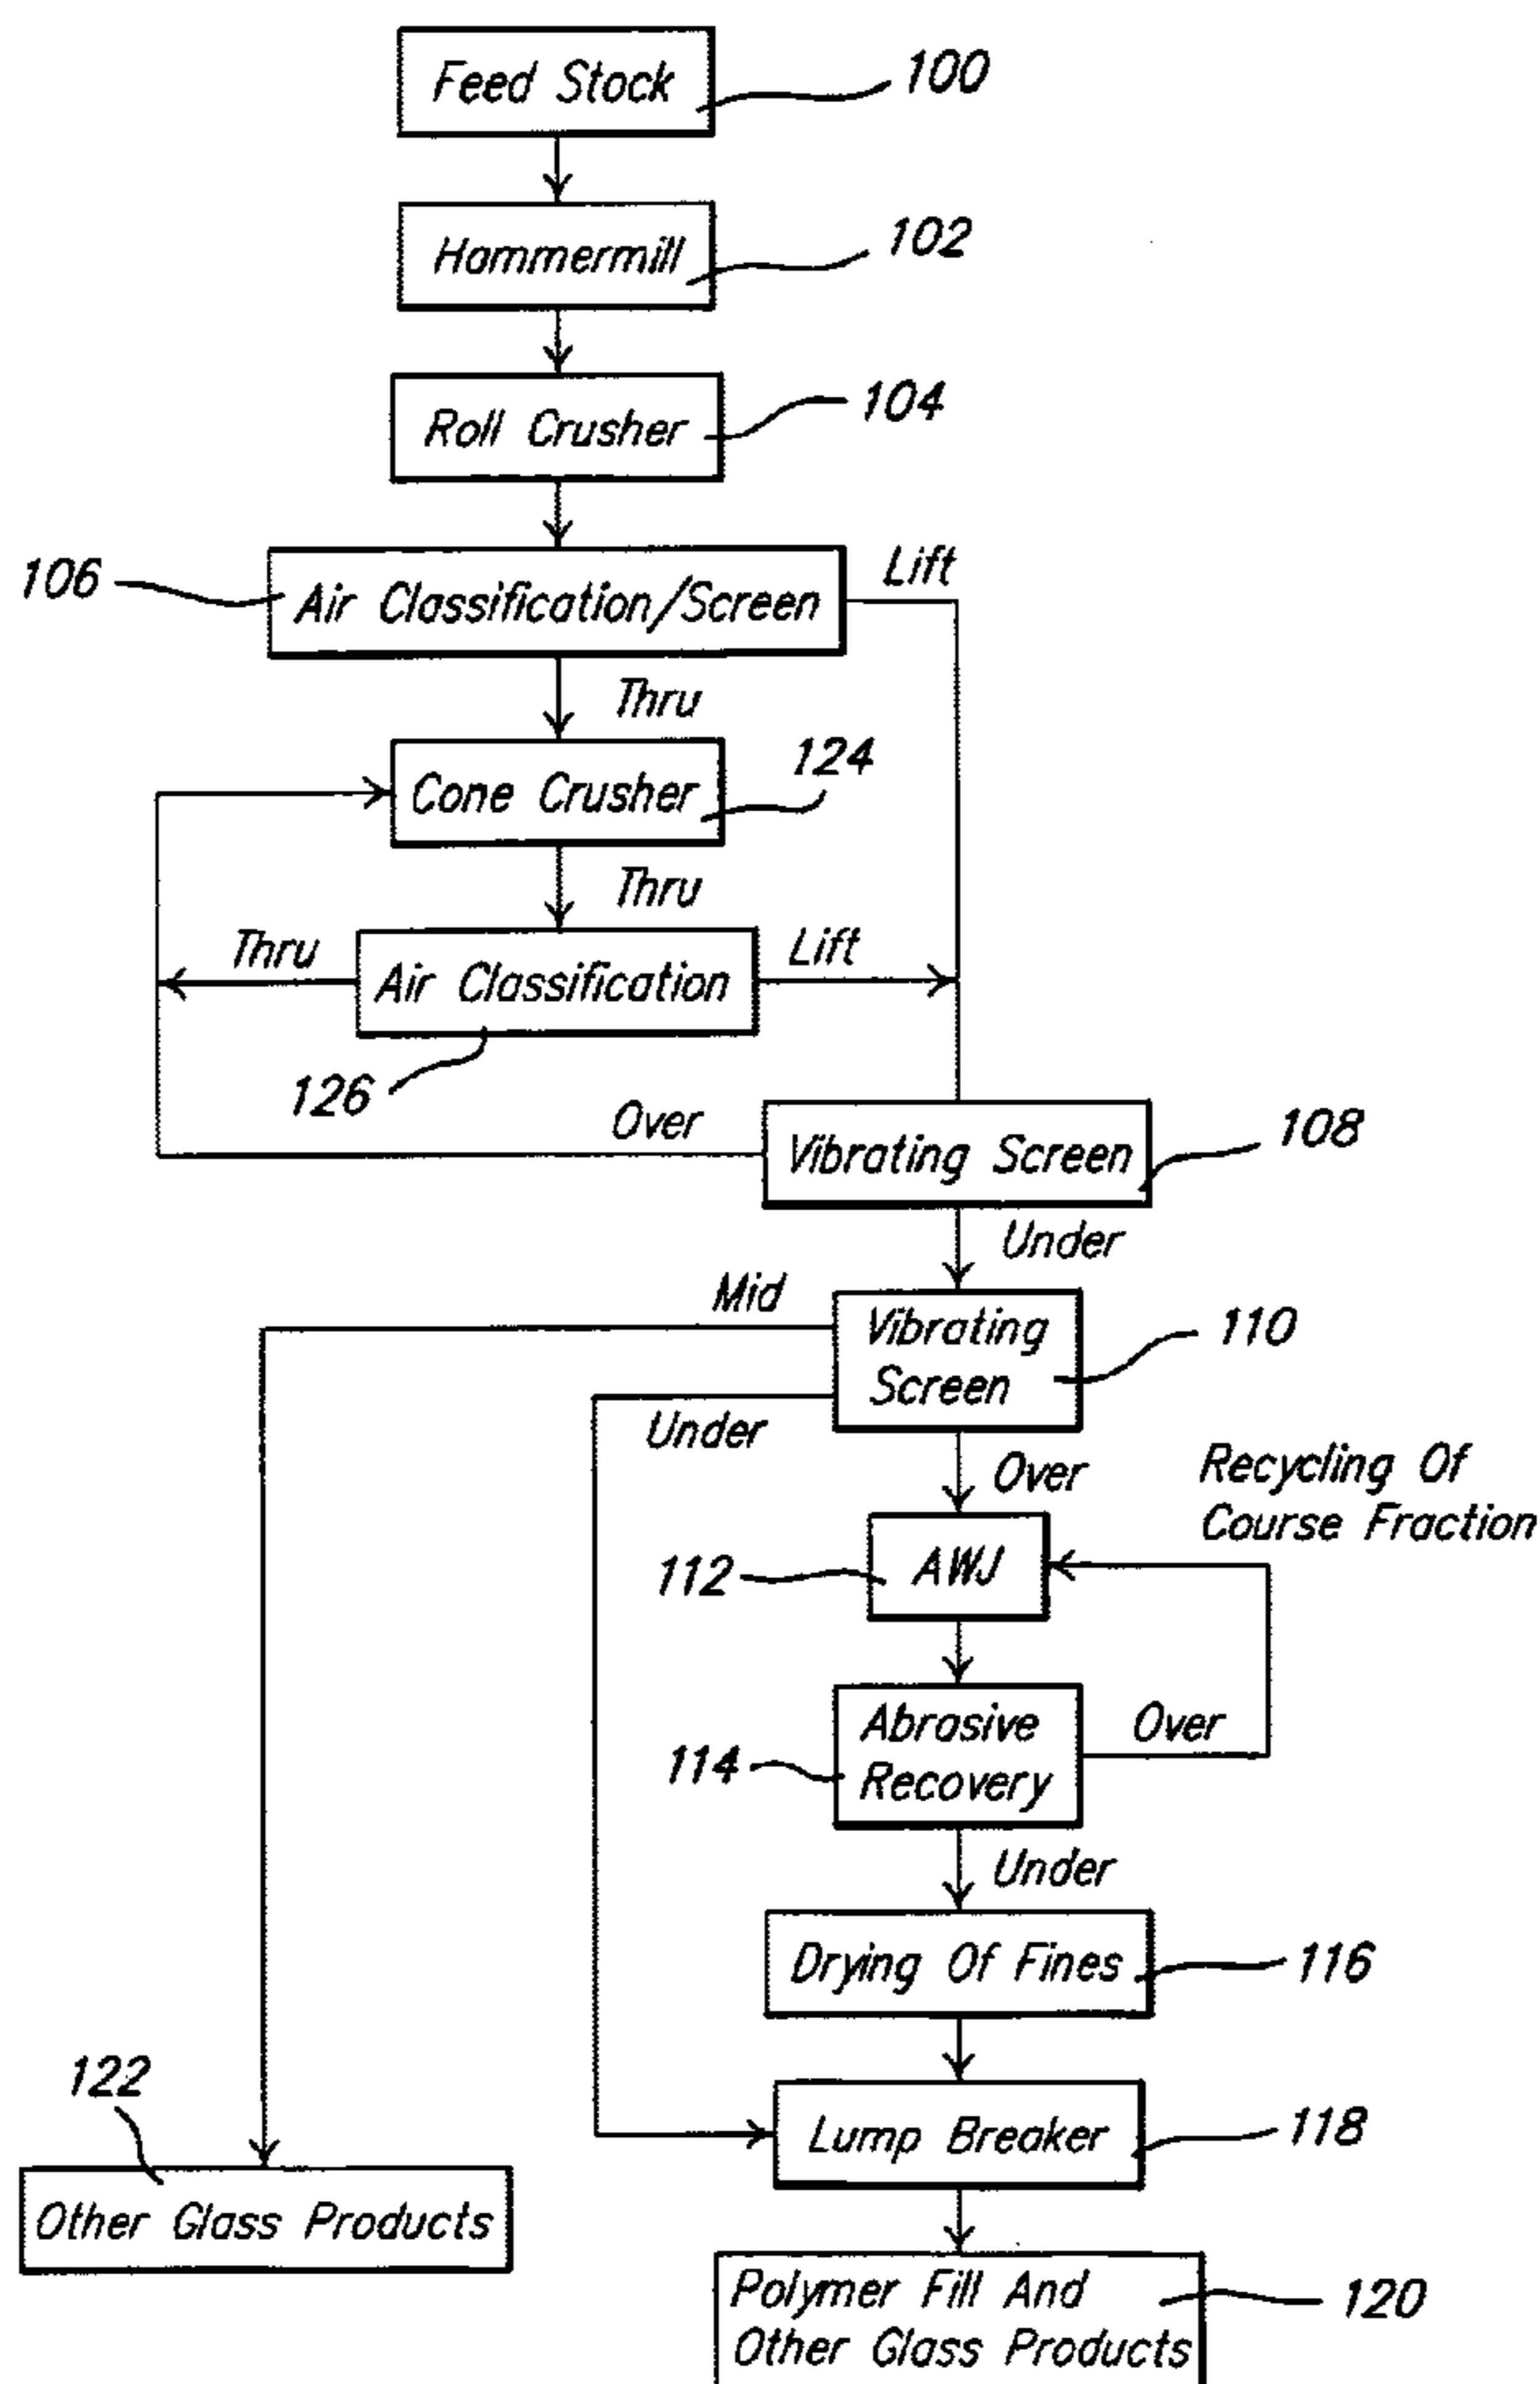 Feed Stock
100
Hammermill
102
Roll Crusher
104
106
Air Classification/Screen
Lift
Thru
Cone Crusher
124
Thru
Thru
Air Classification
Lift
126
Over
Vibrating Screen
108
Under
Mid
Vibrating
Screen
110
Under
Over
Recycling Of
Course Fraction
112
AWJ
114
Abrasive
Recovery
Over
Under
Drying Of Fines
116
122
Lump Breaker
118
Other Glass Products
Polymer Fill And
Other Glass Products
120